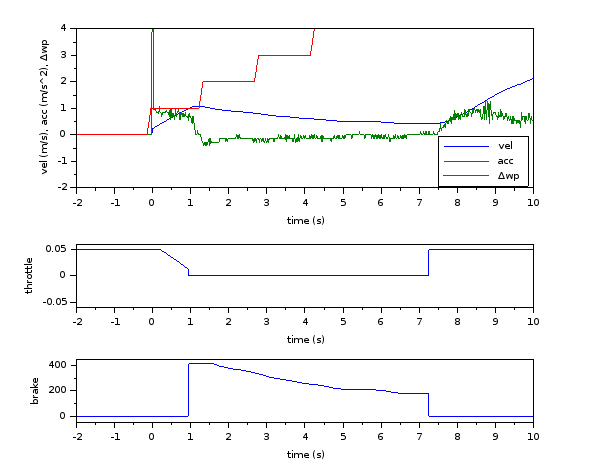 vel (m/s), acc (m/s^2), Δwp
4
3
2
1
0
-1
-2
vel
acc
Δwp
-2 -1 0 1 2 3 4 5 6 7 8 9 10
time (s)
throttle
0.05
0
-0.05
-2 -1 0 1 2 3 4 5 6 7 8 9 10
time (s)
brake
400
200
0
-2 -1 0 1 2 3 4 5 6 7 8 9 10
time (s)